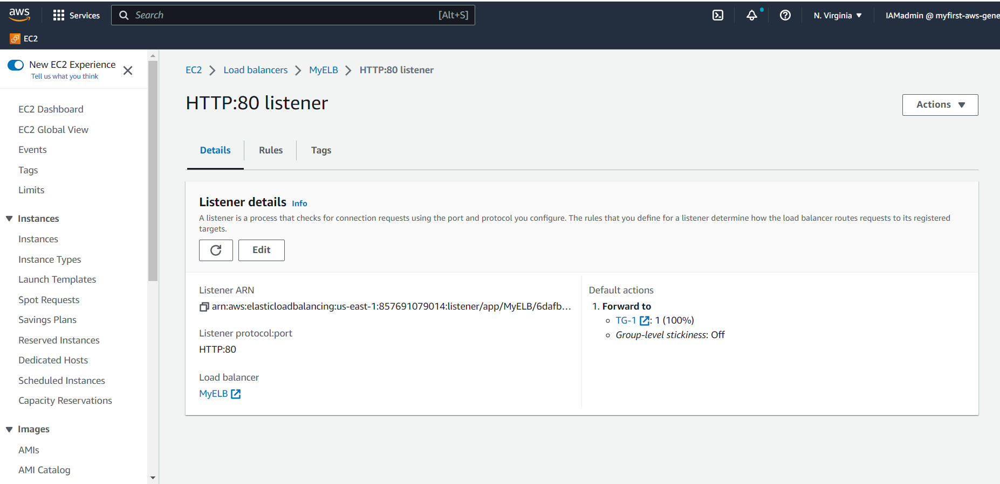 aws
Services
Search
[Alt+S]
N. Virginia
IAMadmin @ myfirst-aws-gene
EC2
New EC2 Experience
Tell us what you think
EC2 Dashboard
EC2 Global View
Events
Tags
Limits
Instances
Instances
Instance Types
Launch Templates
Spot Requests
Savings Plans
Reserved Instances
Dedicated Hosts
Scheduled Instances
Capacity Reservations
Images
AMIs
AMI Catalog
EC2 > Load balancers > MyELB > HTTP:80 listener
HTTP:80 listener
Actions
Details
Rules
Tags
Listener details Info
A listener is a process that checks for connection requests using the port and protocol you configure. The rules that you define for a listener determine how the load balancer routes requests to its registered
targets.
Edit
Listener ARN
arn:aws:elasticloadbalancing:us-east-1:857691079014:listener/app/MyELB/6dafb...
Listener protocol:port
HTTP:80
Load balancer
MyELB
Default actions
1. Forward to
TG-1 : 1 (100%)
Group-level stickiness: Off